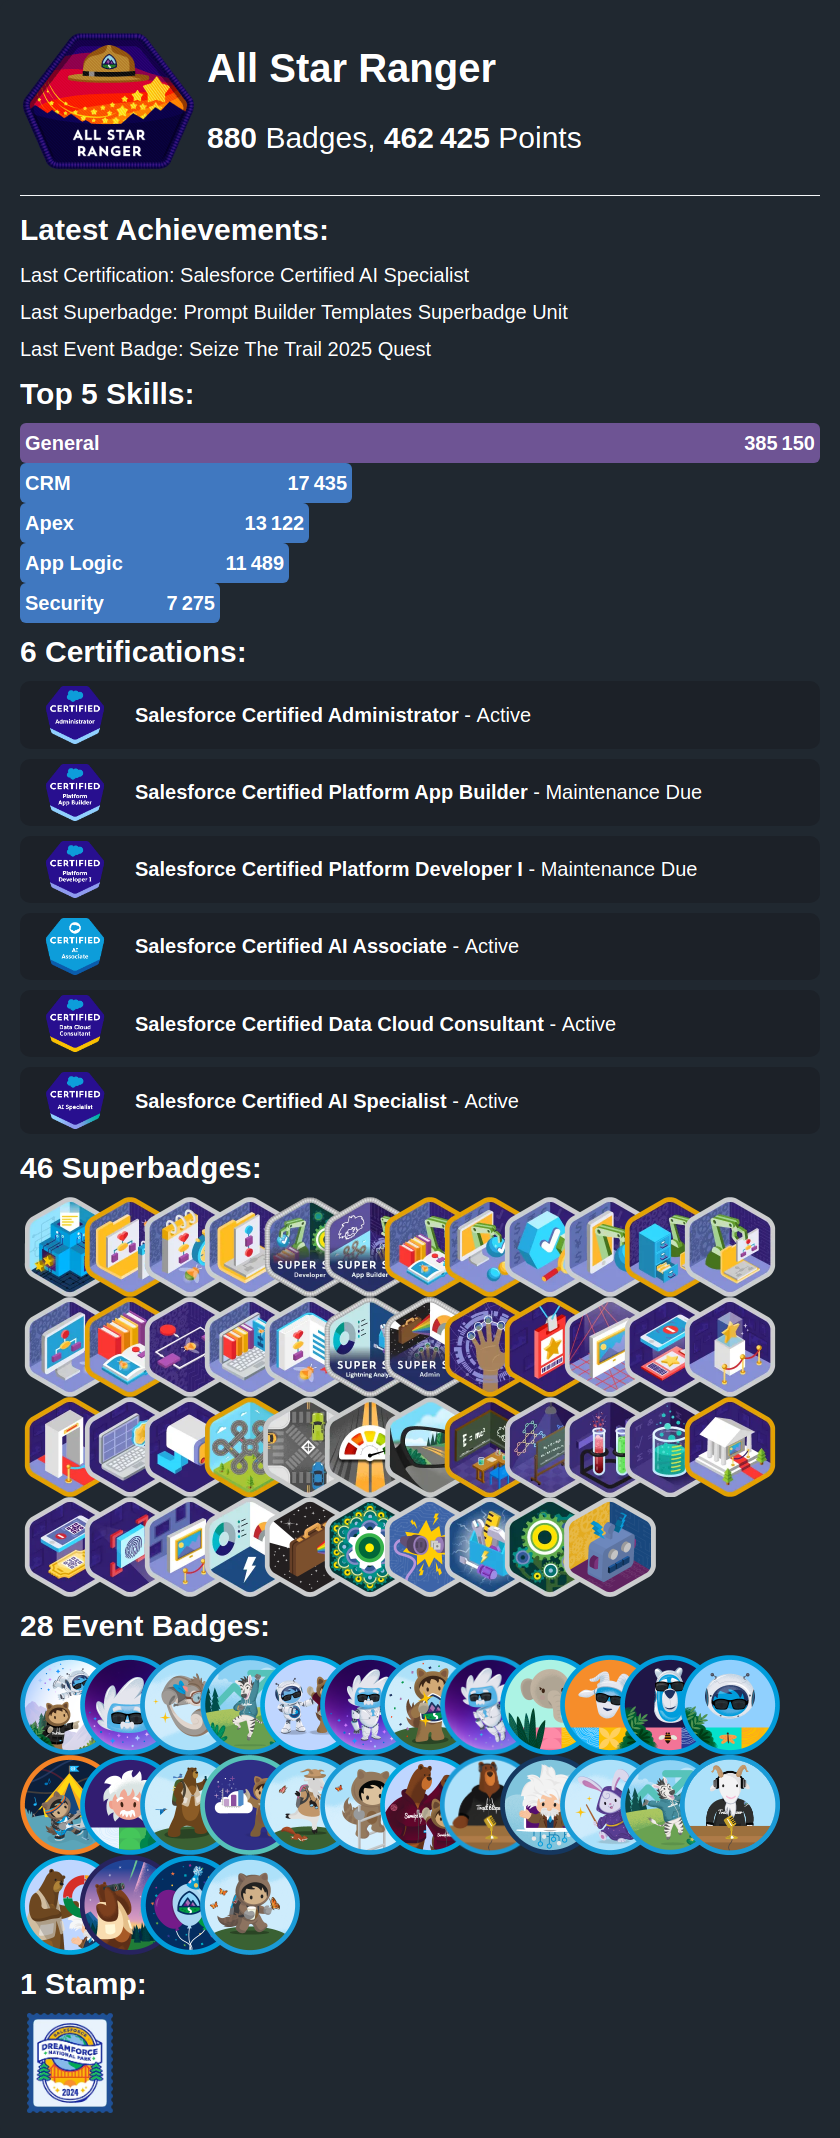 ALL STAR
RANGER
All Star Ranger
880 Badges, 462 425 Points
Latest Achievements:
Last Certification: Salesforce Certified AI Specialist
Last Superbadge: Prompt Builder Templates Superbadge Unit
Last Event Badge: Seize The Trail 2025 Quest
Top 5 Skills:
General 385 150
CRM 17 435
Apex 13 122
App Logic 11 489
Security 7 275
6 Certifications:
CERTIFIED
Administrator
Salesforce Certified Administrator - Active
CERTIFIED
Platform
App Builder
Salesforce Certified Platform App Builder - Maintenance Due
CERTIFIED
Platform
Developer I
Salesforce Certified Platform Developer I - Maintenance Due
CERTIFIED
AI
Associate
Salesforce Certified AI Associate - Active
CERTIFIED
Data Cloud
Consultant
Salesforce Certified Data Cloud Consultant - Active
CERTIFIED
AI Specialist
Salesforce Certified AI Specialist - Active
46 Superbadges:
SUPER S
Developer
SUPER S
App Builder
SUPER S
Lightning Analys
SUPER S
Admin
E = mc²
28 Event Badges:
1 Stamp:
SALESFORCE
DREAMFORCE
NATIONAL PARK
2024